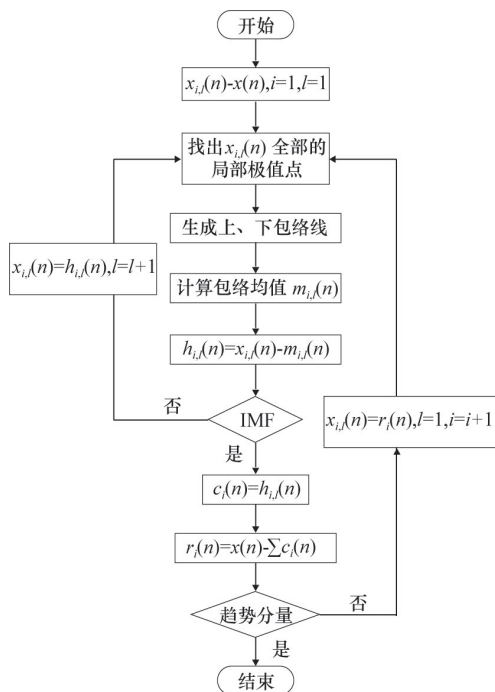 开始
x_{i,l}(n)-x(n),i=1,l=1
找出x_{i,l}(n) 全部的
局部极值点
生成上、下包络线
x_{i,l}(n)=h_{i,l}(n),l=l+1
计算包络均值 m_{i,l}(n)
h_{i,l}(n)=x_{i,l}(n)-m_{i,l}(n)
否
IMF
x_{i,l}(n)=r_i(n),l=1,i=i+1
是
c_i(n)=h_{i,l}(n)
r_i(n)=x(n)-∑c_i(n)
否
趋势分量
是
结束